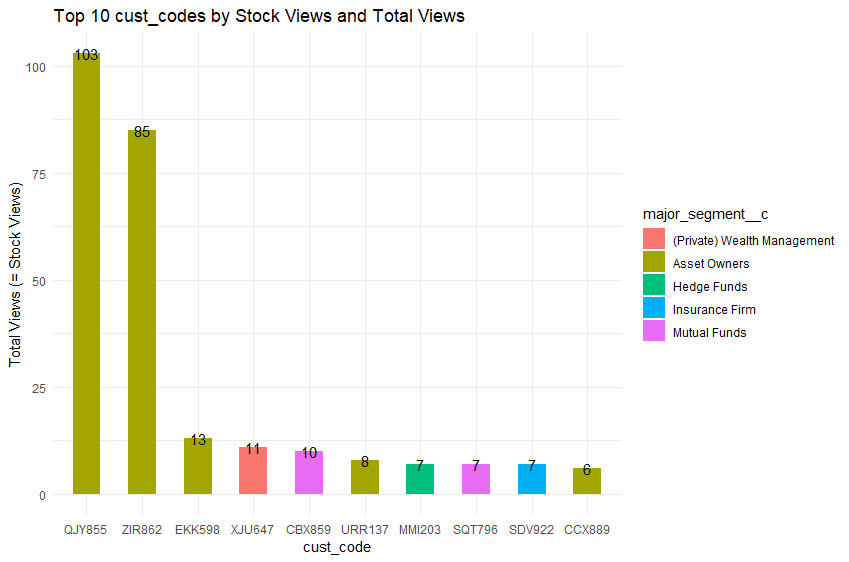 Top 10 cust_codes by Stock Views and Total Views
Total Views (= Stock Views)
100
75
50
25
0
103
85
13
11
10
8
7
7
7
6
QJY855 ZIR862 EKK598 XJU647 CBX859 URR137 MMI203 SQT796 SDV922 CCX889
cust_code
major_segment__c
(Private) Wealth Management
Asset Owners
Hedge Funds
Insurance Firm
Mutual Funds